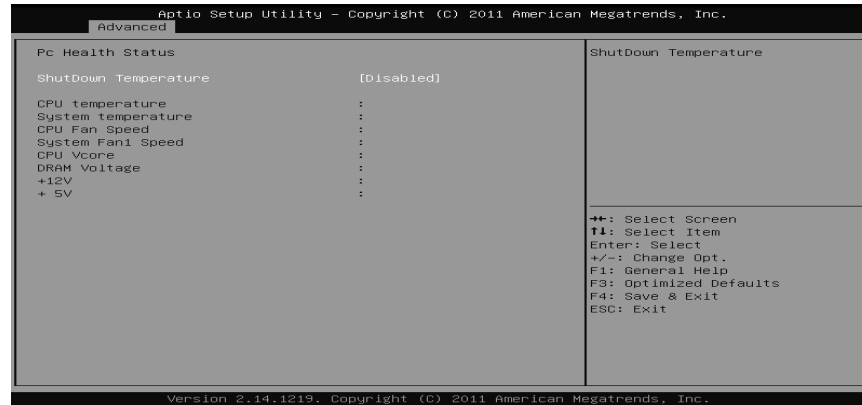 Aptio Setup Utility – Copyright (C) 2011 American Megatrends, Inc.
Advanced
Pc Health Status
ShutDown Temperature [Disabled]
CPU temperature :
System temperature :
CPU Fan Speed :
System Fan1 Speed :
CPU Vcore :
DRAM Voltage :
+12V :
+ 5V :
ShutDown Temperature
→←: Select Screen
↑↓: Select Item
Enter: Select
+/-: Change Opt.
F1: General Help
F3: Optimized Defaults
F4: Save & Exit
ESC: Exit
Version 2.14.1219. Copyright (C) 2011 American Megatrends, Inc.